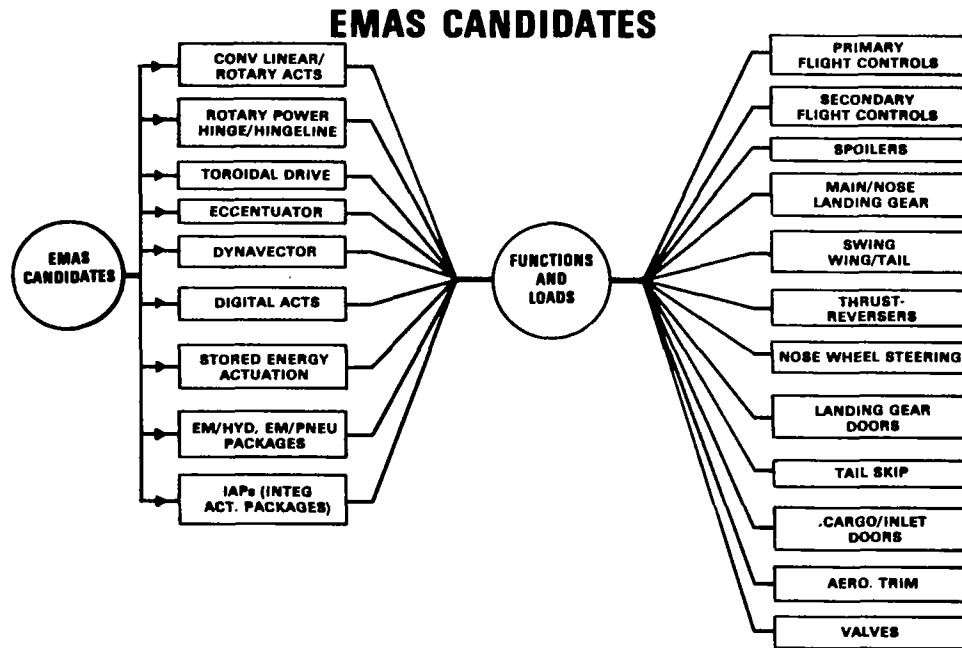 EMAS CANDIDATES
EMAS
CANDIDATES
CONV LINEAR/
ROTARY ACTS
ROTARY POWER
HINGE/HINGELINE
TOROIDAL DRIVE
ECCENTUATOR
DYNAVECTOR
DIGITAL ACTS
STORED ENERGY
ACTUATION
EM/HYD, EM/PNEU
PACKAGES
IAPs (INTEG
ACT. PACKAGES)
FUNCTIONS
AND
LOADS
PRIMARY
FLIGHT CONTROLS
SECONDARY
FLIGHT CONTROLS
SPOILERS
MAIN/NOSE
LANDING GEAR
SWING
WING/TAIL
THRUST-
REVERSERS
NOSE WHEEL STEERING
LANDING GEAR
DOORS
TAIL SKIP
.CARGO/INLET
DOORS
AERO. TRIM
VALVES